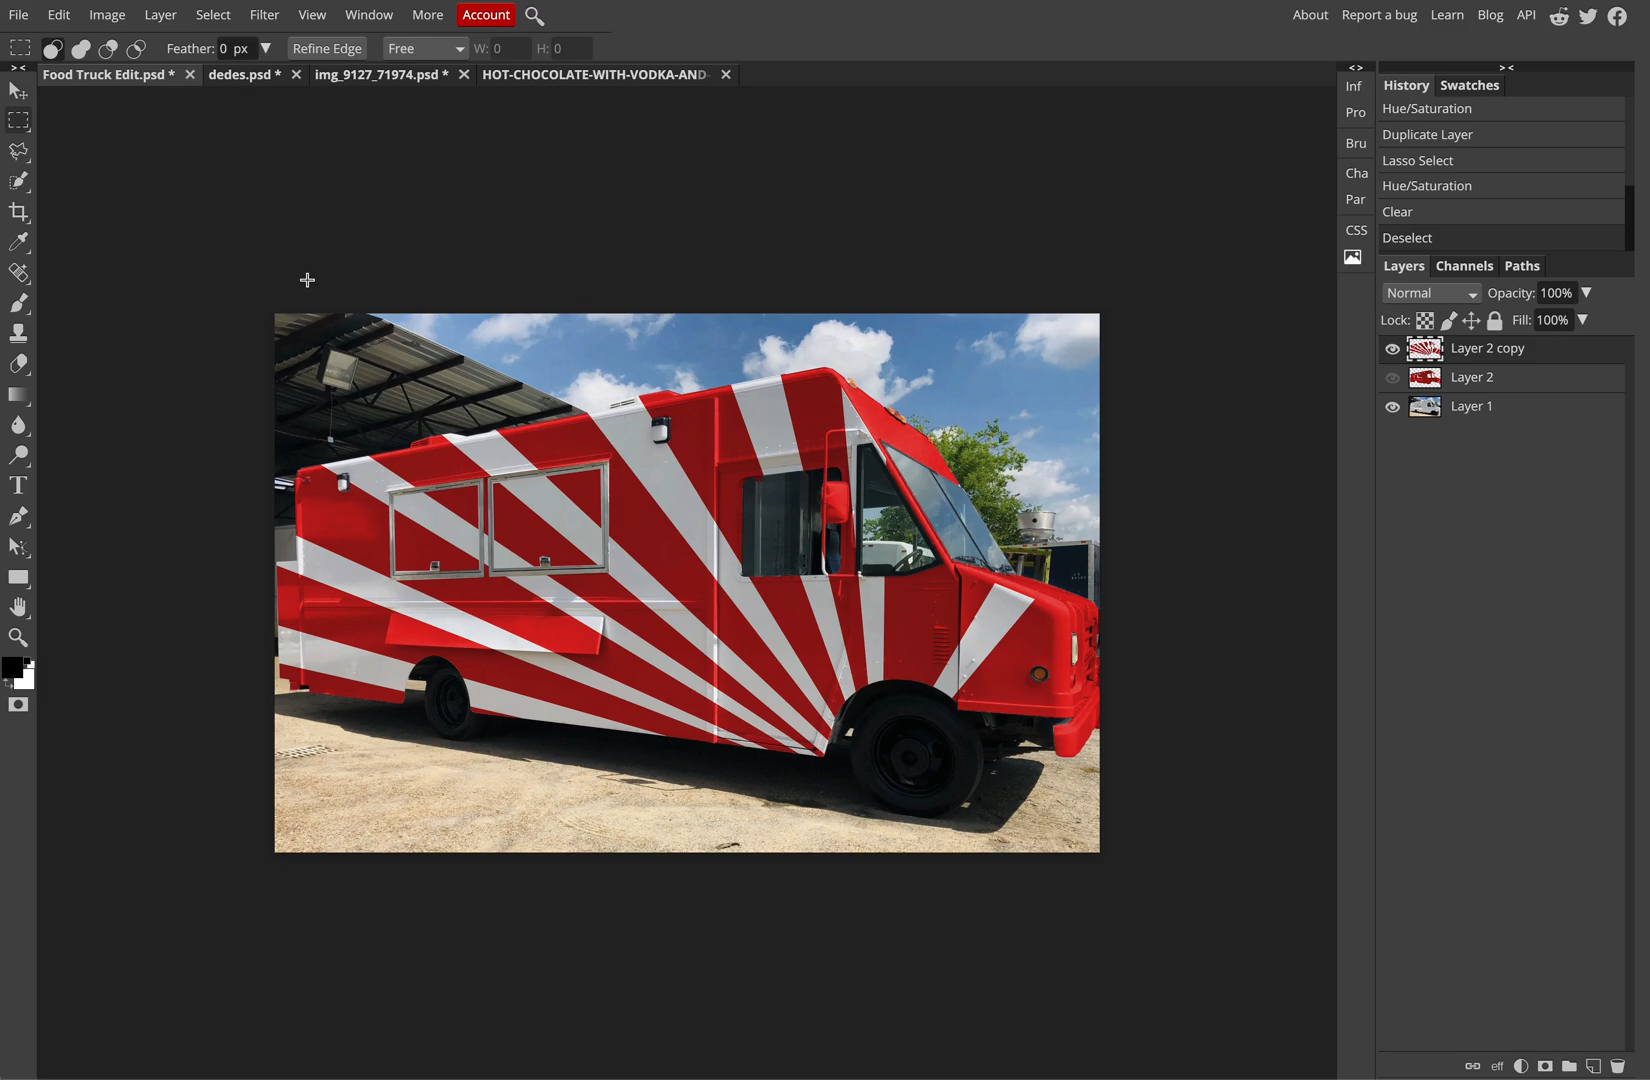 File Edit Image Layer Select Filter View Window More Account About Report a bug Learn Blog API
Feather: 0 px Refine Edge Free W: 0 H: 0
Food Truck Edit.psd * dedes.psd * img_9127_71974.psd * HOT-CHOCOLATE-WITH-VODKA-AND-
> < < > > <
Inf
Pro
Bru
Cha
Par
CSS
History Swatches
Hue/Saturation
Duplicate Layer
Lasso Select
Hue/Saturation
Clear
Deselect
Layers Channels Paths
Normal Opacity: 100%
Lock: Fill: 100%
Layer 2 copy
Layer 2
Layer 1
eff